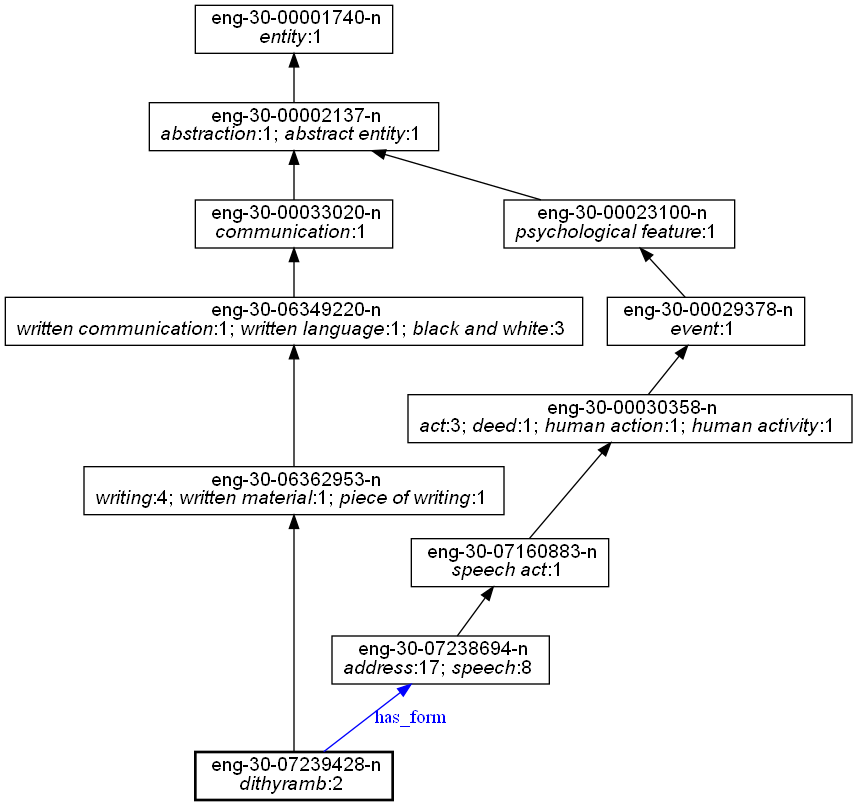 eng-30-00001740-n
entity:1
eng-30-00002137-n
abstraction:1; abstract entity:1
eng-30-00033020-n
communication:1
eng-30-00023100-n
psychological feature:1
eng-30-06349220-n
written communication:1; written language:1; black and white:3
eng-30-00029378-n
event:1
eng-30-00030358-n
act:3; deed:1; human action:1; human activity:1
eng-30-06362953-n
writing:4; written material:1; piece of writing:1
eng-30-07160883-n
speech act:1
eng-30-07238694-n
address:17; speech:8
has_form
eng-30-07239428-n
dithyramb:2